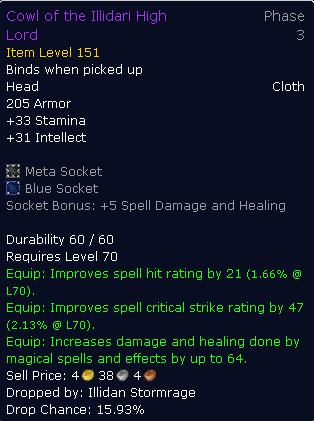 Cowl of the Illidari High Phase
Lord 3
Item Level 151
Binds when picked up
Head Cloth
205 Armor
+33 Stamina
+31 Intellect
Meta Socket
Blue Socket
Socket Bonus: +5 Spell Damage and Healing
Durability 60 / 60
Requires Level 70
Equip: Improves spell hit rating by 21 (1.66% @
L70).
Equip: Improves spell critical strike rating by 47
(2.13% @ L70).
Equip: Increases damage and healing done by
magical spells and effects by up to 64.
Sell Price: 4 38 4
Dropped by: Illidan Stormrage
Drop Chance: 15.93%